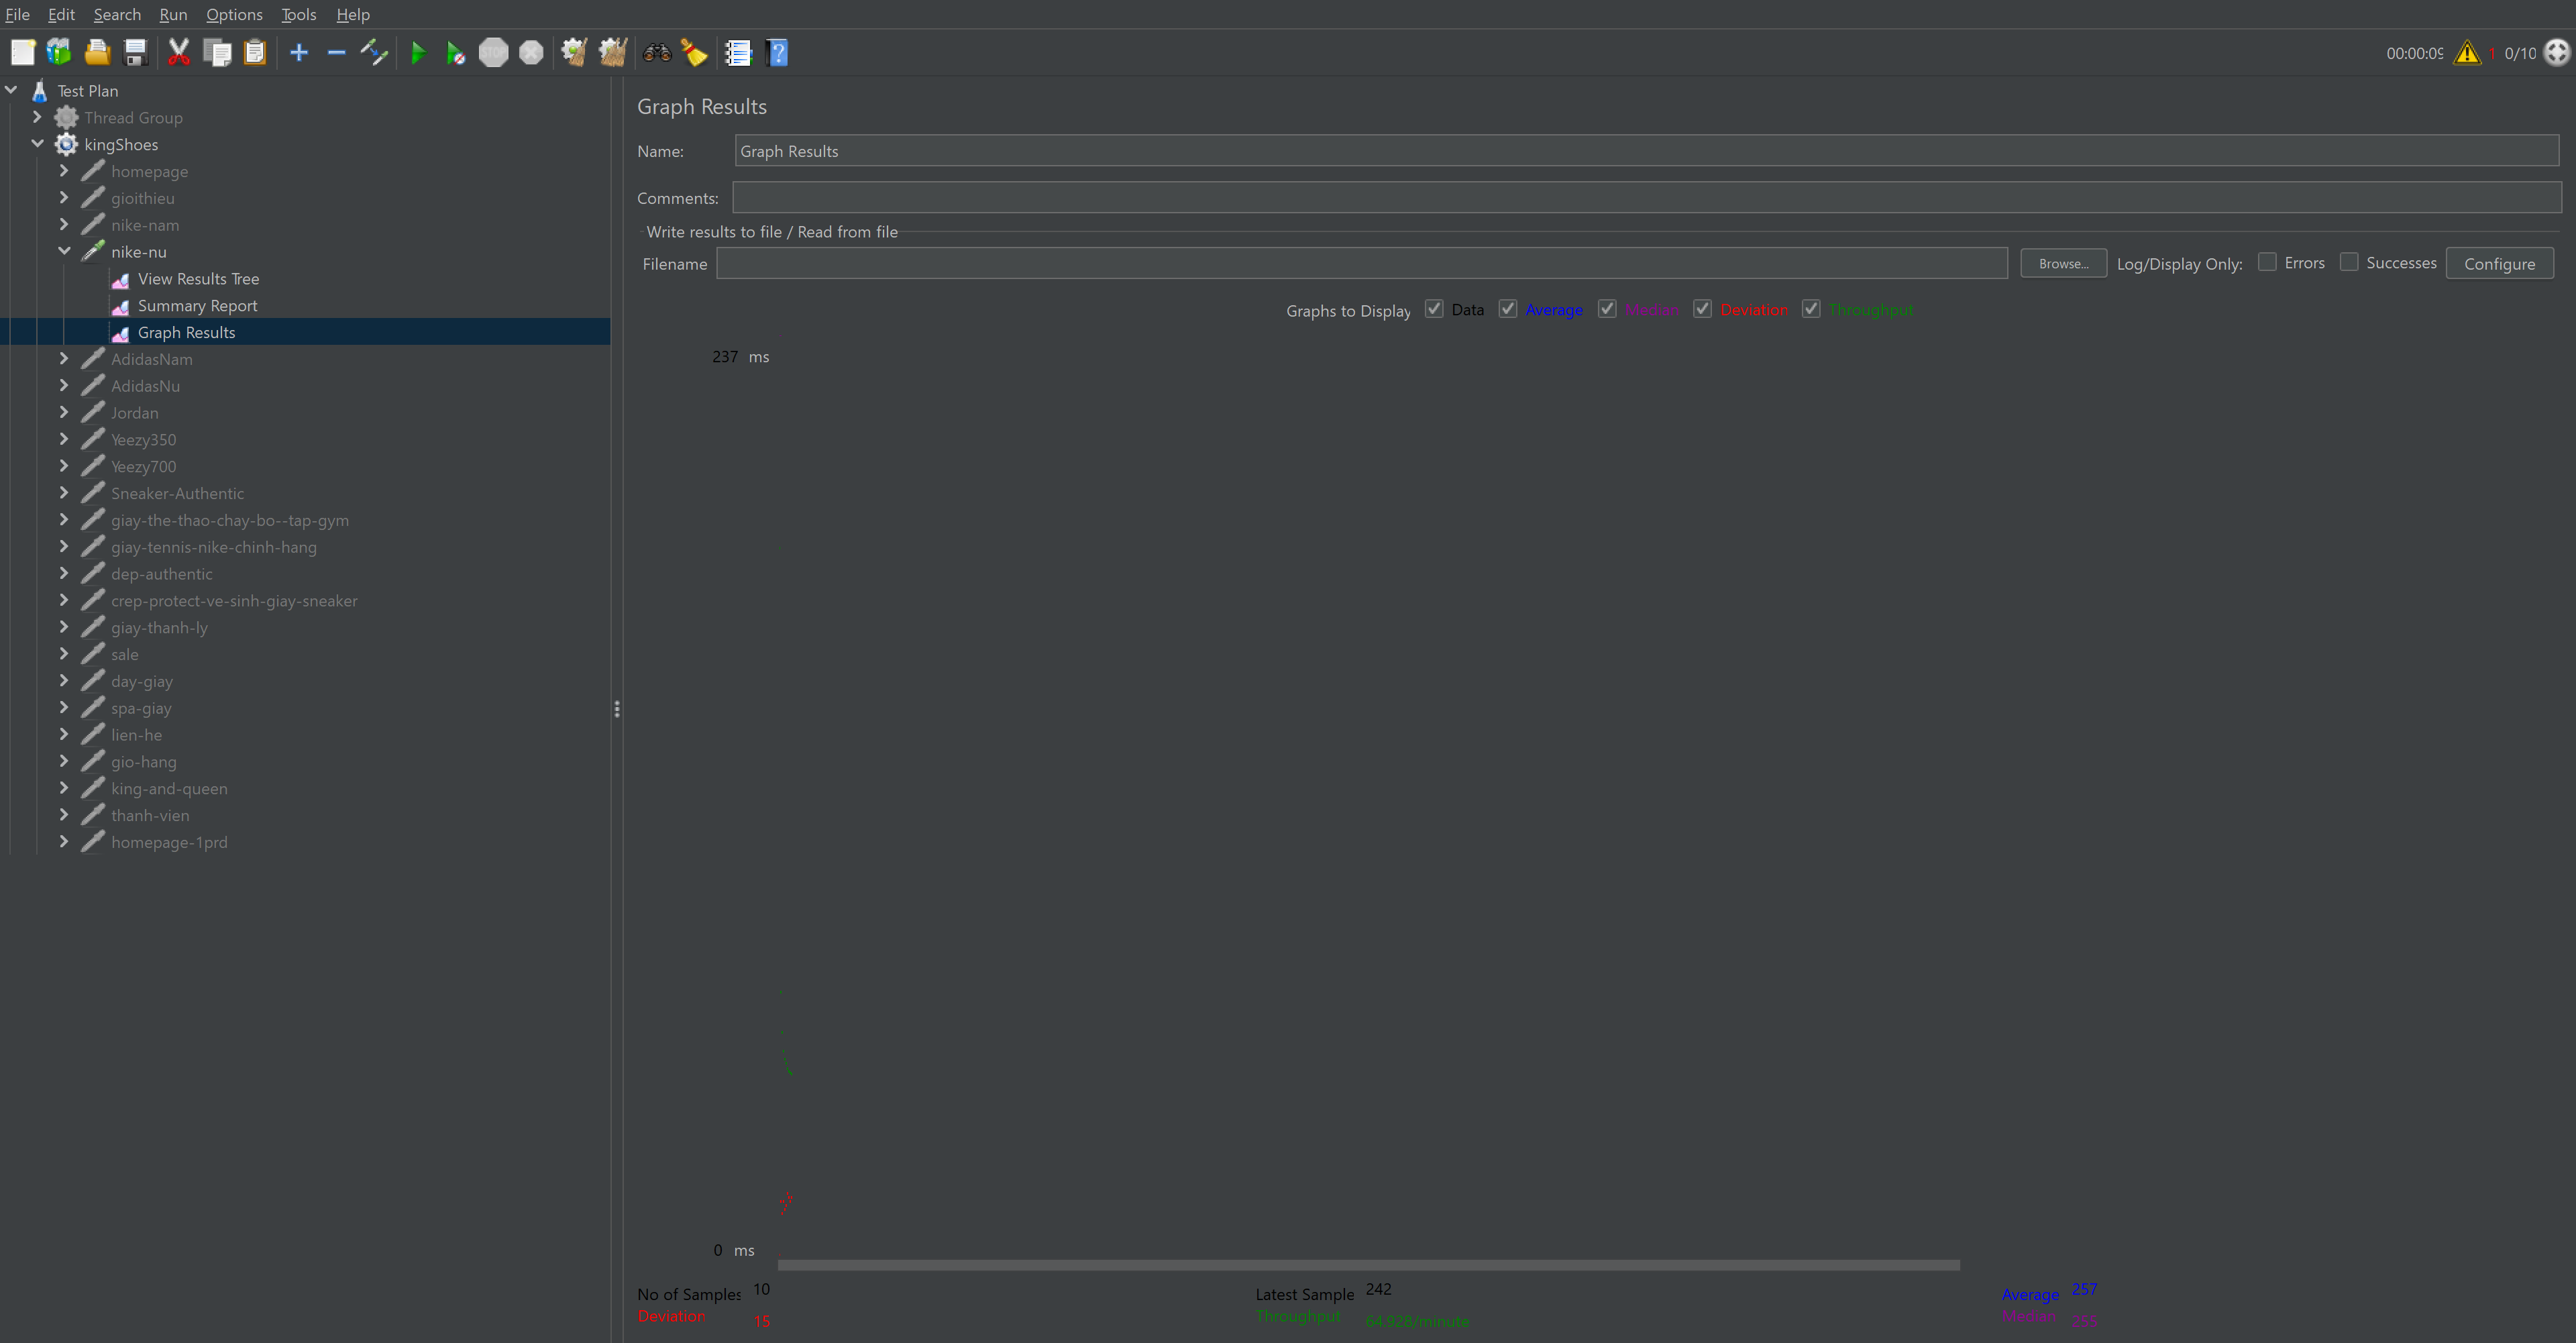 File Edit Search Run Options Tools Help
STOP
00:00:09 1 0/10
Test Plan
Thread Group
kingShoes
homepage
gioithieu
nike-nam
nike-nu
View Results Tree
Summary Report
Graph Results
AdidasNam
AdidasNu
Jordan
Yeezy350
Yeezy700
Sneaker-Authentic
giay-the-thao-chay-bo--tap-gym
giay-tennis-nike-chinh-hang
dep-authentic
crep-protect-ve-sinh-giay-sneaker
giay-thanh-ly
sale
day-giay
spa-giay
lien-he
gio-hang
king-and-queen
thanh-vien
homepage-1prd
Graph Results
Name: Graph Results
Comments:
Write results to file / Read from file
Filename Browse... Log/Display Only: Errors Successes Configure
Graphs to Display Data Average Median Deviation Throughput
237 ms
0 ms
No of Samples 10 Latest Sample 242 Average 257
Deviation 15 Throughput 64.928/minute Median 255